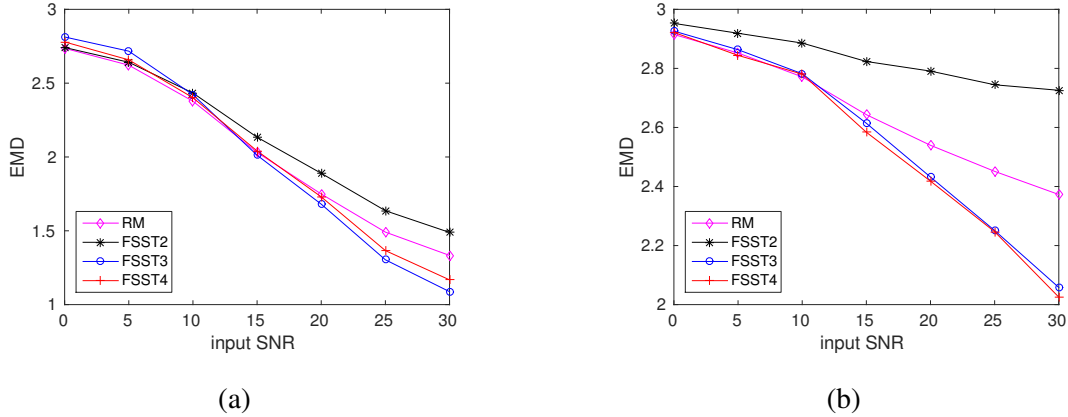 3
2.5
2
1.5
1
EMD
RM
FSST2
FSST3
FSST4
0 5 10 15 20 25 30
input SNR
(a)
3
2.8
2.6
2.4
2.2
2
EMD
RM
FSST2
FSST3
FSST4
0 5 10 15 20 25 30
input SNR
(b)